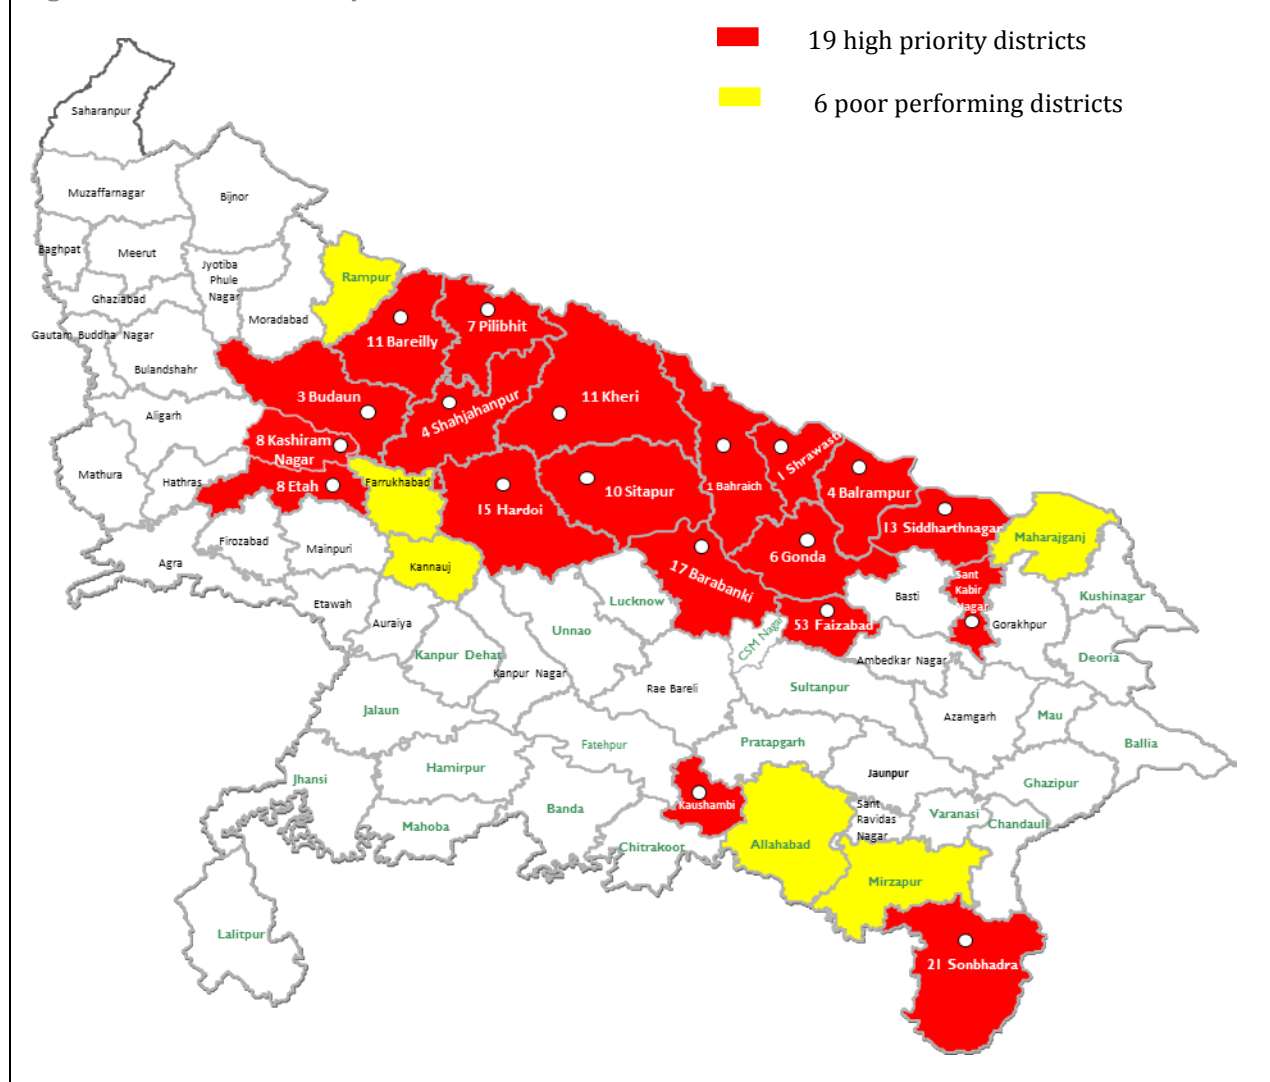 19 high priority districts
6 poor performing districts
Saharanpur
Muzaffarnagar
Bijnor
Baghpat
Meerut
Jyotiba
Phule
Nagar
Rampur
Ghaziabad
Moradabad
Gautam Buddha Nagar
Bulandshahr
11 Bareilly
7 Pilibhit
3 Budaun
4 Shahjahanpur
11 Kheri
Aligarh
8 Kashiram
Nagar
Mathura
Hathras
8 Etah
Farrukhabad
15 Hardoi
10 Sitapur
1 Bahraich
1 Shrawasti
4 Balrampur
13 Siddharthnagar
Maharajganj
Firozabad
Mainpuri
Agra
Kannauj
17 Barabanki
6 Gonda
Basti
Sant
Kabir
Nagar
Kushinagar
Etawah
Auraiya
Lucknow
Unnao
CSM Nagar
53 Faizabad
Gorakhpur
Kanpur Dehat
Kanpur Nagar
Rae Bareli
Ambedkar Nagar
Deoria
Sultanpur
Jalaun
Azamgarh
Mau
Ballia
Fatehpur
Pratapgarh
Jhansi
Hamirpur
Jaunpur
Ghazipur
Banda
Kaushambi
Sant
Ravidas
Nagar
Varanasi
Chandauli
Mahoba
Chitrakoot
Allahabad
Mirzapur
Lalitpur
21 Sonbhadra